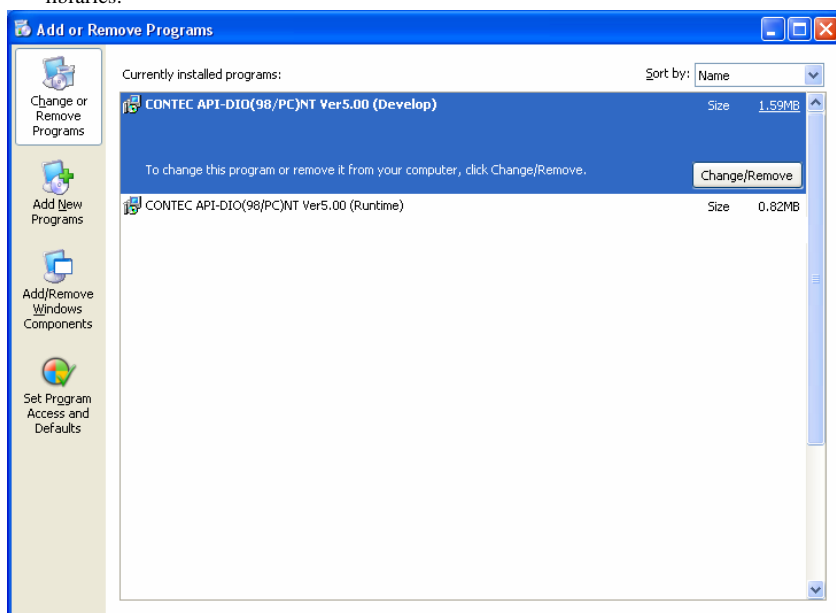 libraries.
Add or Remove Programs
Change or
Remove
Programs
Currently installed programs:
Sort by: Name
CONTEC API-DIO(98/PC)NT Ver5.00 (Develop) Size 1.59MB
To change this program or remove it from your computer, click Change/Remove. Change/Remove
CONTEC API-DIO(98/PC)NT Ver5.00 (Runtime) Size 0.82MB
Add New
Programs
Add/Remove
Windows
Components
Set Program
Access and
Defaults